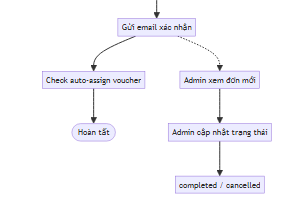 Gửi email xác nhận
Check auto-assign voucher
Admin xem đơn mới
Hoàn tất
Admin cập nhật trạng thái
completed / cancelled